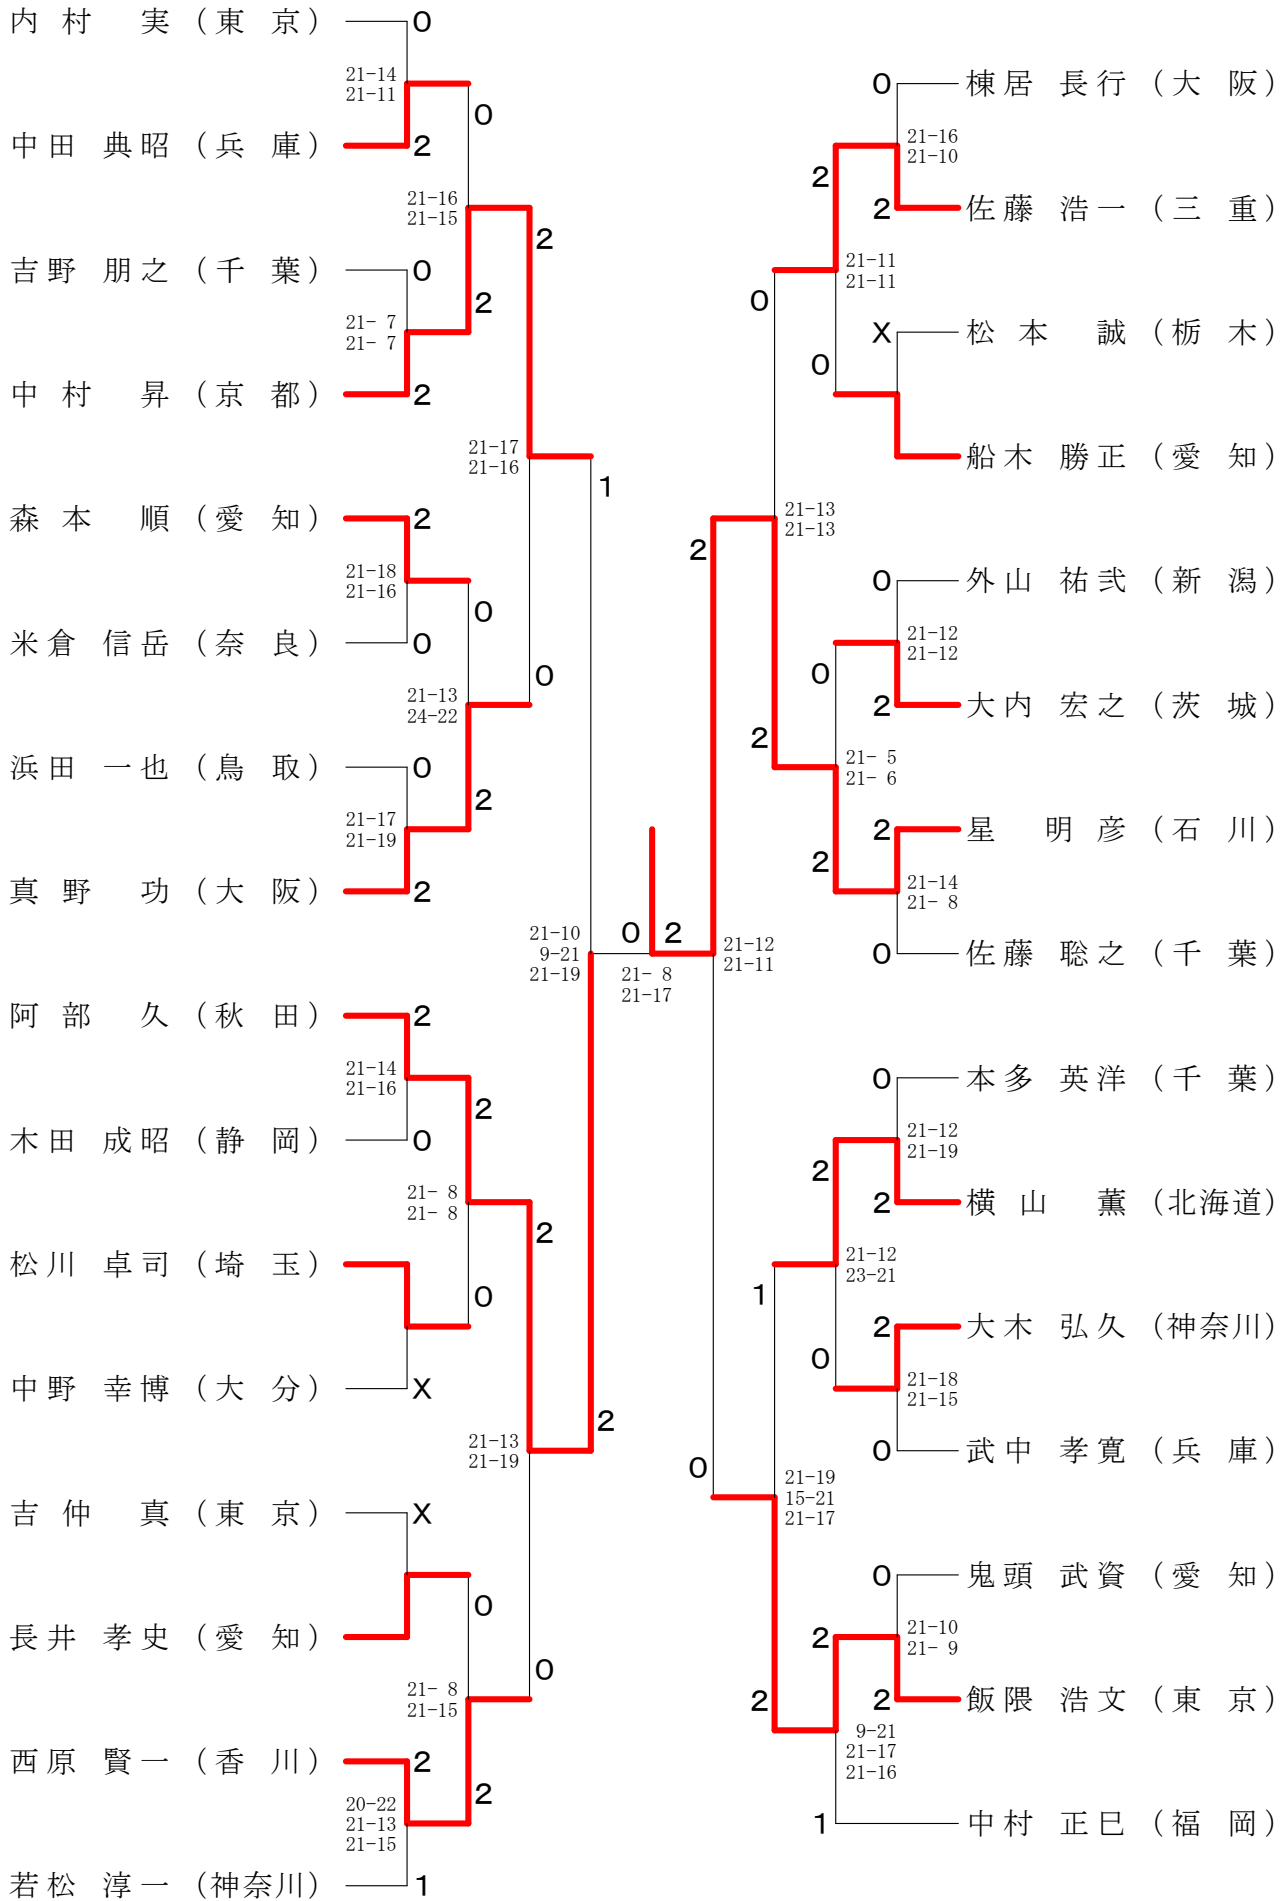 内村 実（東 京） 0
21-14
21-11
0
中田 典昭（兵 庫） 2
21-16
21-15
2
吉野 朋之（千 葉） 0
2
21- 7
21- 7
中村 昇（京 都） 2
21-17
21-16
1
森本 順（愛 知） 2
21-18
21-16
0
米倉 信岳（奈 良） 0
0
21-13
24-22
浜田 一也（鳥 取） 0
2
21-17
21-19
真野 功（大 阪） 2
21-10
9-21
21-19
阿部 久（秋 田） 2
21-14
21-16
2
木田 成昭（静 岡） 0
21- 8
21- 8
2
松川 卓司（埼 玉）
0
中野 幸博（大 分） X
2
21-13
21-19
吉仲 真（東 京） X
0
長井 孝史（愛 知）
0
21- 8
21-15
西原 賢一（香 川） 2
2
20-22
21-13
21-15
若松 淳一（神奈川） 1
0 2
21- 8
21-17
0 棟居 長行（大 阪）
21-16
21-10
2
2 佐藤 浩一（三 重）
21-11
21-11
0
X 松本 誠（栃 木）
0
船木 勝正（愛 知）
21-13
21-13
2
0 外山 祐弐（新 潟）
21-12
21-12
0
2 大内 宏之（茨 城）
2
21- 5
21- 6
2 星 明彦（石 川）
2
21-14
21- 8
0 佐藤 聡之（千 葉）
21-12
21-11
0 本多 英洋（千 葉）
21-12
21-19
2
2 横山 薫（北海道）
21-12
23-21
1
2 大木 弘久（神奈川）
0
21-18
21-15
0 武中 孝寛（兵 庫）
0
21-19
15-21
21-17
0 鬼頭 武資（愛 知）
21-10
21- 9
2
2 飯隈 浩文（東 京）
2
9-21
21-17
21-16
1 中村 正巳（福 岡）